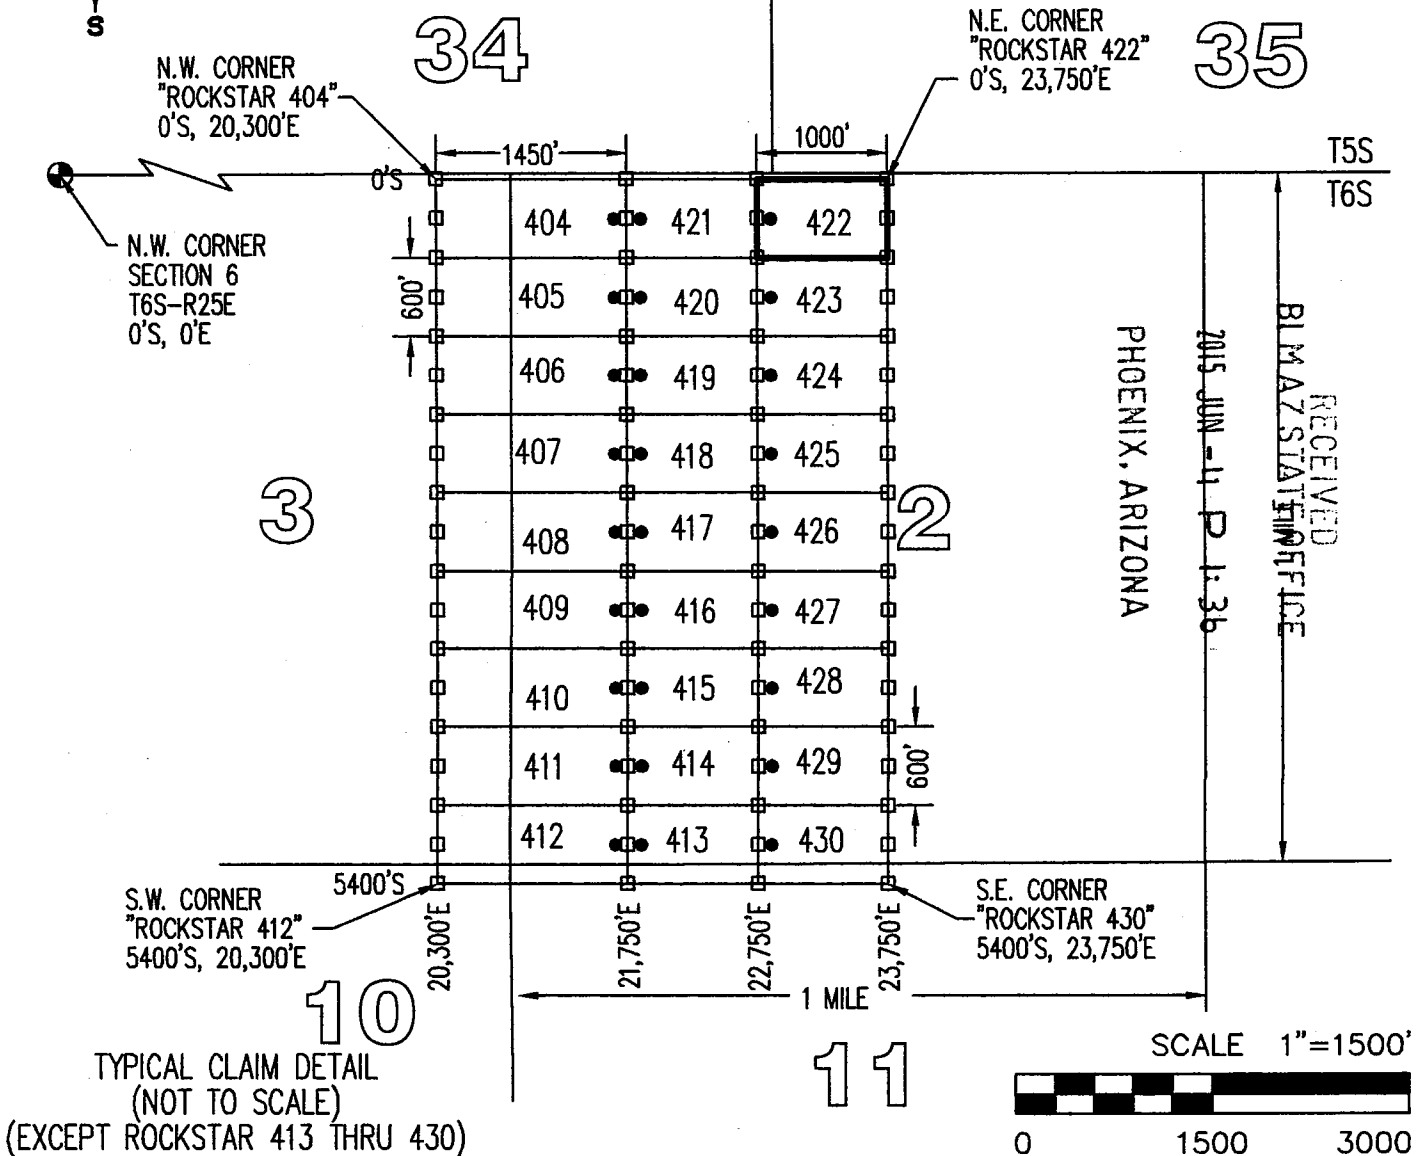 S
34
35
N.W. CORNER
"ROCKSTAR 404"
0'S, 20,300'E
N.E. CORNER
"ROCKSTAR 422"
0'S, 23,750'E
1450'
1000'
T5S
T6S
0'S
N.W. CORNER
SECTION 6
T6S-R25E
0'S, 0'E
600'
404 421 422
405 420 423
406 419 424
407 418 425
408 417 426
409 416 427
410 415 428
411 414 429
412 413 430
3
2
600'
PHOENIX, ARIZONA
2015 JUN -4 P 1:36
BLM AZ STATE OFFICE
RECEIVED
1 MILE
5400'S
S.W. CORNER
"ROCKSTAR 412"
5400'S, 20,300'E
S.E. CORNER
"ROCKSTAR 430"
5400'S, 23,750'E
20,300'E
21,750'E
22,750'E
23,750'E
1 MILE
10
11
TYPICAL CLAIM DETAIL
(NOT TO SCALE)
(EXCEPT ROCKSTAR 413 THRU 430)
SCALE 1"=1500'
0 1500 3000